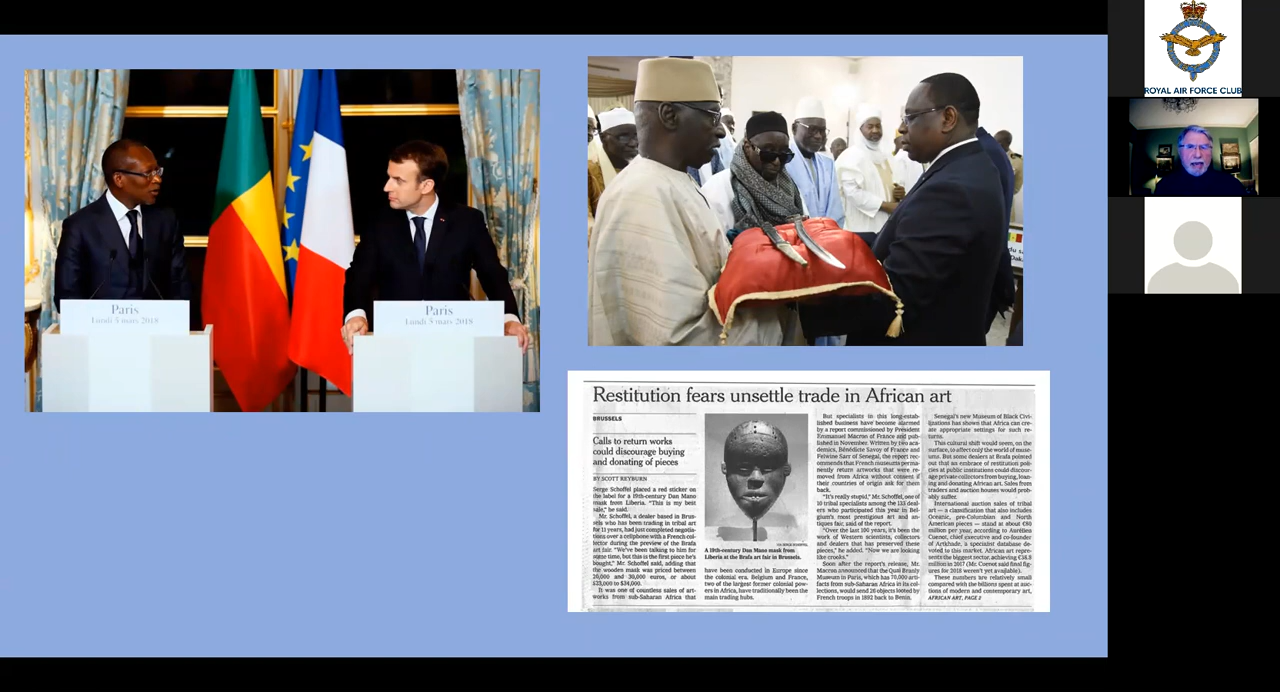 Paris
Lundi 5 mars 2018
Paris
Lundi 5 mars 2018
ROYAL AIR FORCE CLUB
Restitution fears unsettle trade in African art
BRUSSELS
Calls to return works
could discourage buying
and donating of pieces
BY SCOTT REYBURN
Serge Schoffel placed a red sticker on
the label for a 19th-century Dan Mano
mask from Liberia. “This is my best
sale,” he said.
Mr. Schoffel, a dealer based in Brus-
sels who has been trading in tribal art
for 11 years, had just completed negotia-
tions over a cellphone with a French col-
lector during the preview of the Brafa
art fair. “We’ve been talking to him for
some time, but this is the first piece he’s
bought,” Mr. Schoffel said, adding that
the wooden mask was priced between
20,000 and 30,000 euros, or about
$23,000 to $34,000.
It was one of countless sales of art-
works from sub-Saharan Africa that
A 19th-century Dan Mano mask from
Liberia at the Brafa art fair in Brussels.
have been conducted in Europe since
the colonial era. Belgium and France,
two of the largest former colonial pow-
ers in Africa, have traditionally been the
main trading hubs.
But specialists in this long-estab-
lished business have become alarmed
by a report commissioned by President
Emmanuel Macron of France and pub-
lished in November. Written by two aca-
demics, Bénédicte Savoy of France and
Felwine Sarr of Senegal, the report rec-
ommends that French museums perma-
nently return artworks that were re-
moved from Africa without consent if
their countries of origin ask for them
back.
“It’s really stupid,” Mr. Schoffel, one of
10 tribal specialists among the 133 deal-
ers who participated this year in Bel-
gium’s most prestigious art and an-
tiques fair, said of the report.
“Over the last 100 years, it’s been the
work of Western scientists, collectors
and dealers that has preserved these
pieces,” he added. “Now we are looking
like crooks.”
Soon after the report’s release, Mr.
Macron announced that the Quai Branly
Museum in Paris, which has 70,000 arti-
facts from sub-Saharan Africa in its col-
lections, would send 26 objects looted by
French troops in 1892 back to Benin.
Senegal’s new Museum of Black Civi-
lizations has shown that Africa can cre-
ate appropriate settings for such re-
turns.
This cultural shift would seem, on the
surface, to affect only the world of muse-
ums. But some dealers at Brafa pointed
out that an embrace of restitution poli-
cies at public institutions could discour-
age private collectors from buying, loan-
ing and donating African art. Sales from
traders and auction houses would prob-
ably suffer.
International auction sales of tribal
art — a classification that also includes
Oceanic, pre-Columbian and North
American pieces — stand at about €80
million per year, according to Aurélien
Cuenot, chief executive and co-founder
of Artkhade, a specialist database de-
voted to this market. African art repre-
sents the biggest sector, achieving
million in 2017 (Mr. Cuenot said final fig-
ures for 2018 weren’t yet available).
These numbers are relatively small
compared with the billions spent at auc-
tions of modern and contemporary art,
AFRICAN ART, PAGE 2